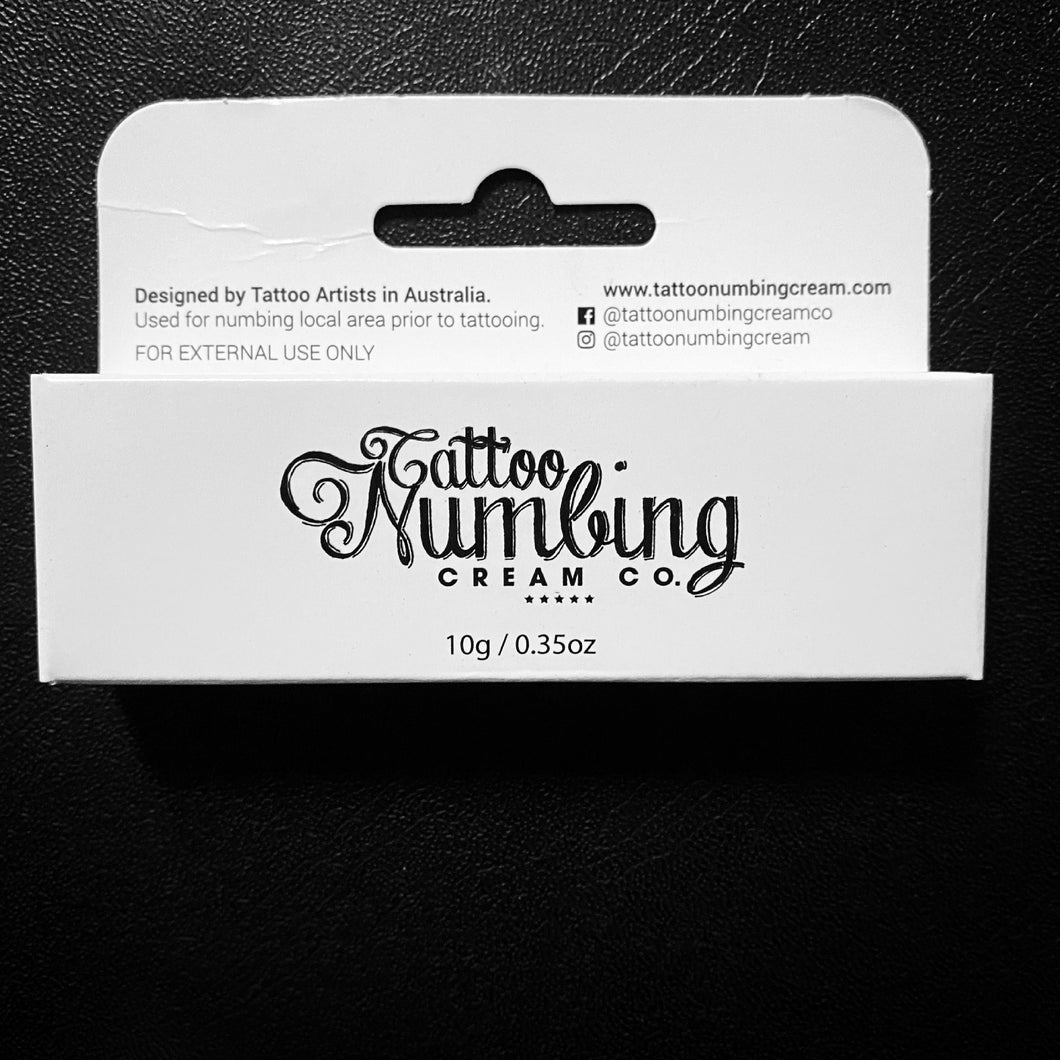 Designed by Tattoo Artists in Australia.
Used for numbing local area prior to tattooing.
FOR EXTERNAL USE ONLY
www.tattoonumbingcream.com
@tattoonumbingcreamco
@tattoonumbingcream
Tattoo
Numbing
CREAM CO.
10g / 0.35oz